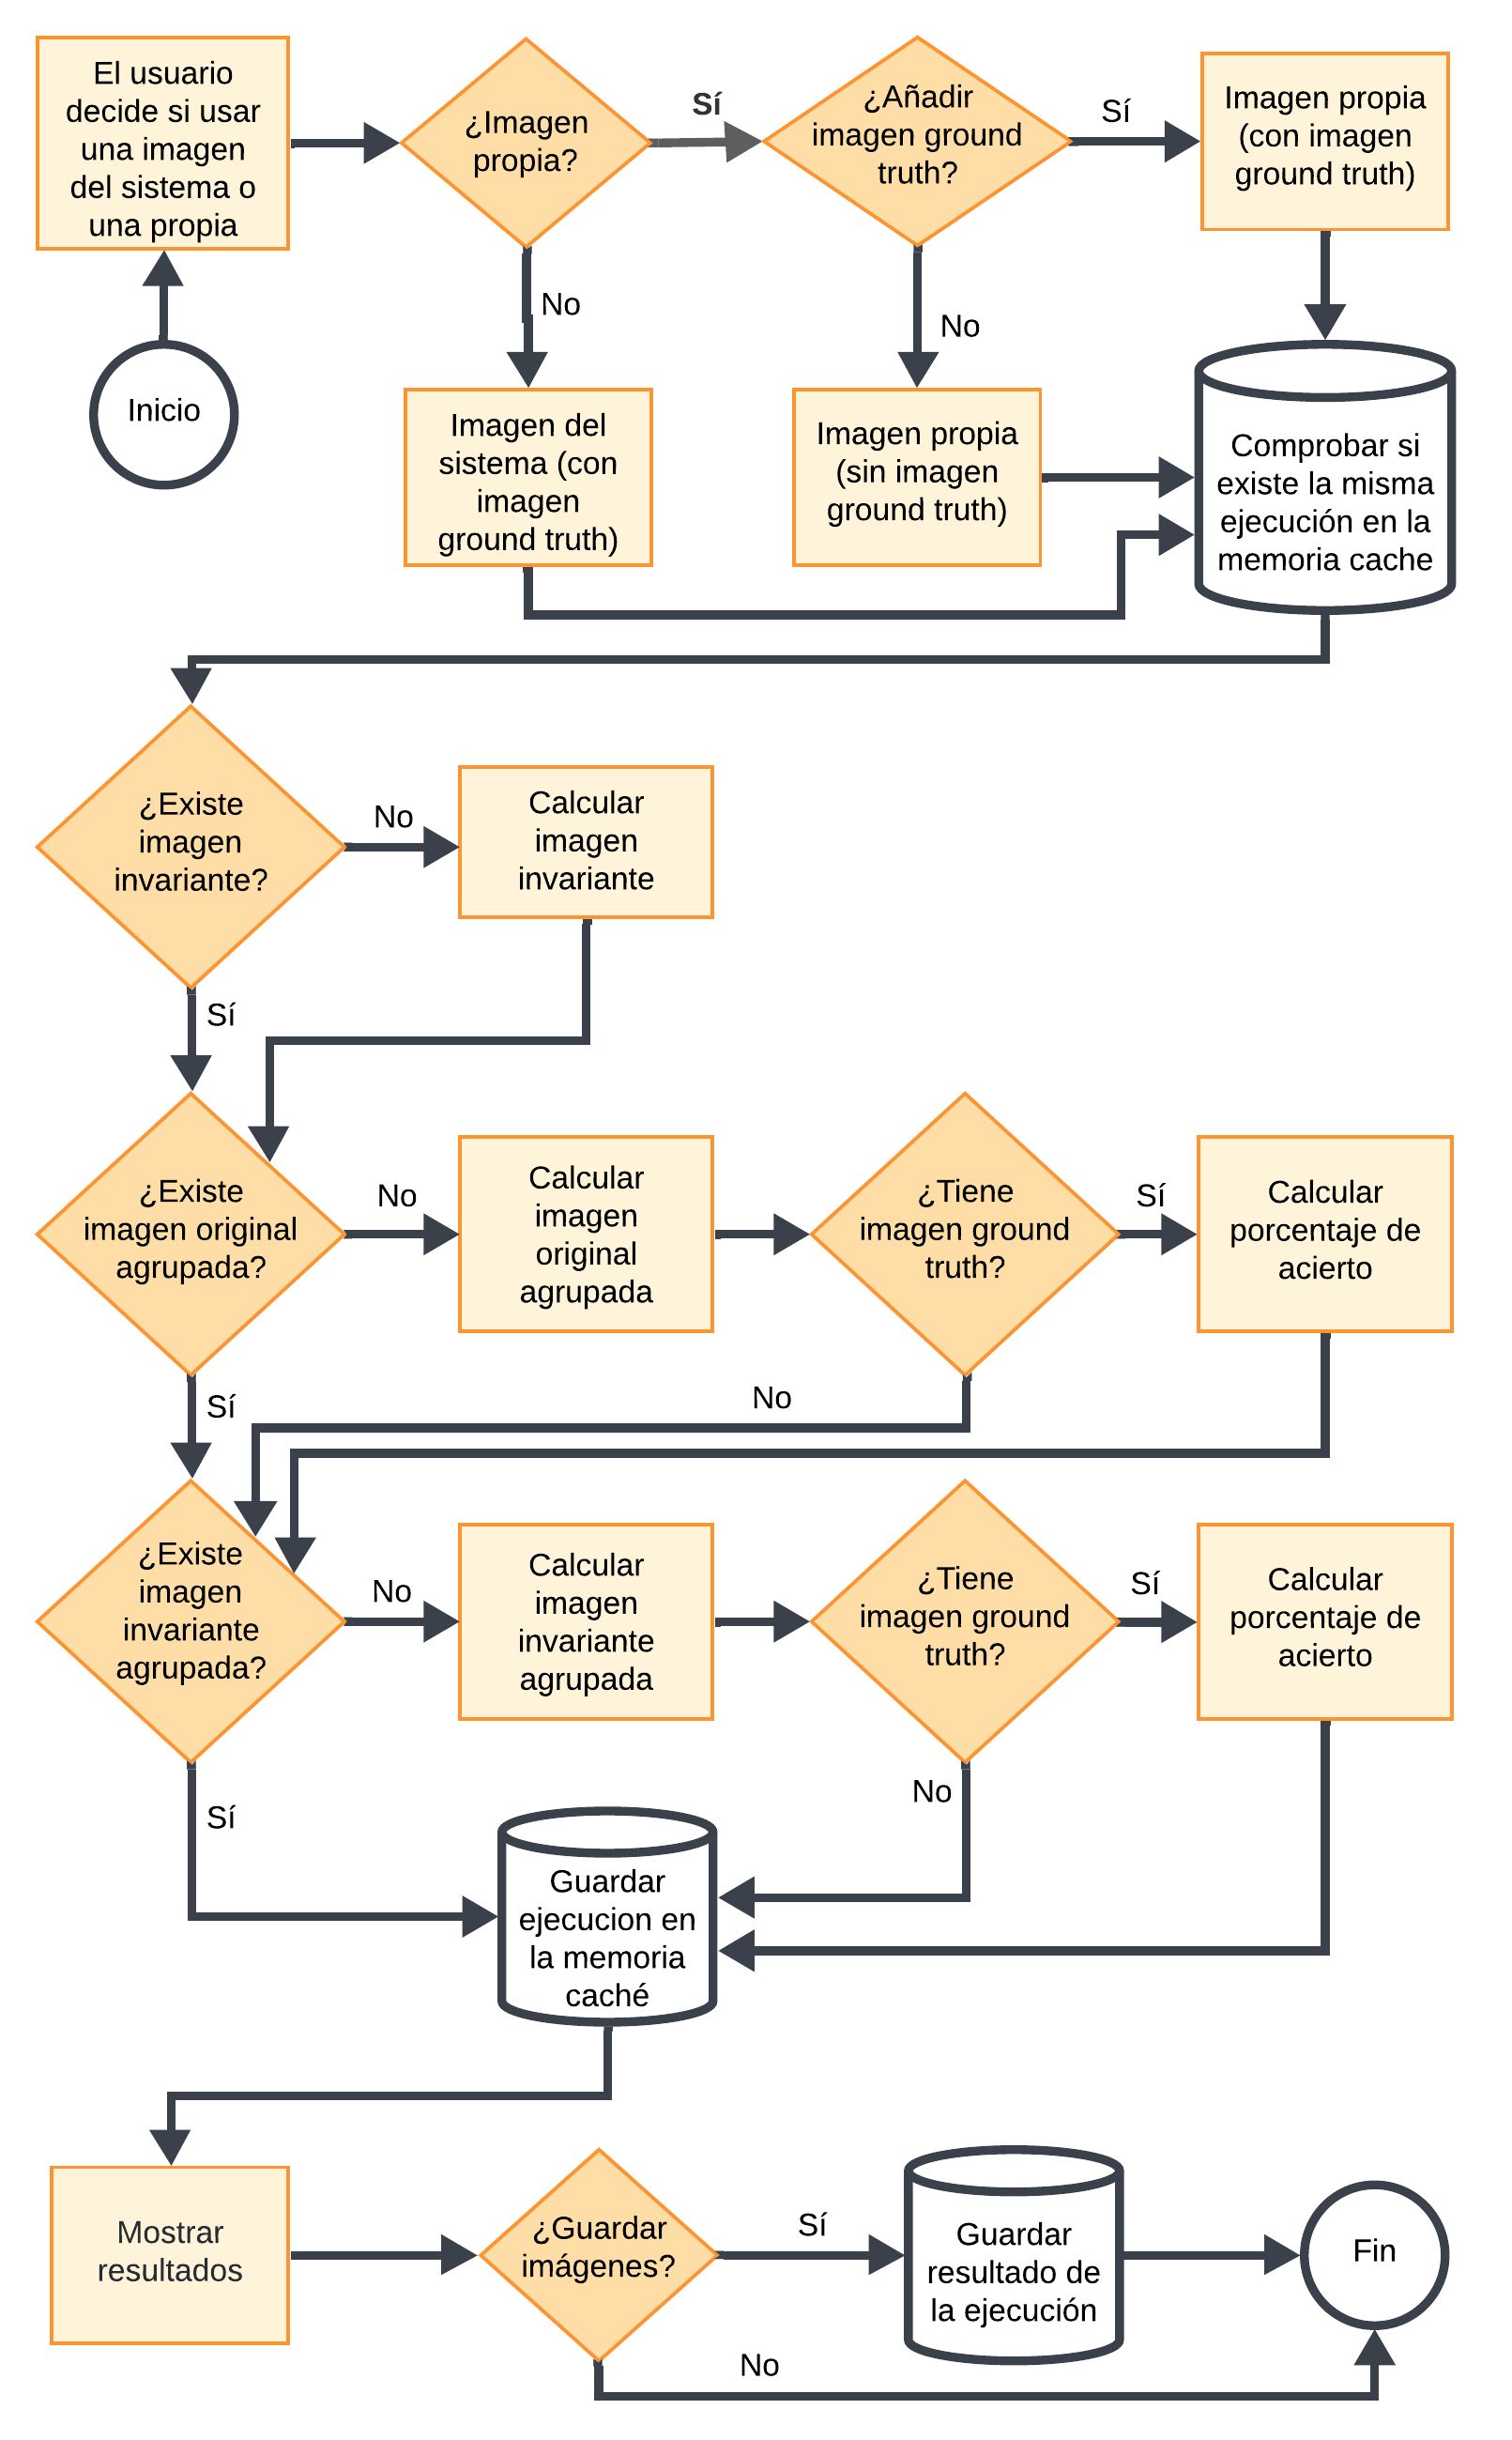 El usuario
decide si usar
una imagen
del sistema o
una propia
¿Imagen
propia?
Sí
¿Añadir
imagen ground
truth?
Sí
Imagen propia
(con imagen
ground truth)
Inicio
No
No
Imagen del
sistema (con
imagen
ground truth)
Imagen propia
(sin imagen
ground truth)
Comprobar si
existe la misma
ejecución en la
memoria cache
¿Existe
imagen
invariante?
No
Calcular
imagen
invariante
Sí
¿Existe
imagen original
agrupada?
No
Calcular
imagen
original
agrupada
¿Tiene
imagen ground
truth?
Sí
Calcular
porcentaje de
acierto
Sí
No
¿Existe
imagen
invariante
agrupada?
No
Calcular
imagen
invariante
agrupada
¿Tiene
imagen ground
truth?
Sí
Calcular
porcentaje de
acierto
Sí
No
Guardar
ejecucion en
la memoria
caché
Mostrar
resultados
¿Guardar
imágenes?
Sí
Guardar
resultado de
la ejecución
Fin
No